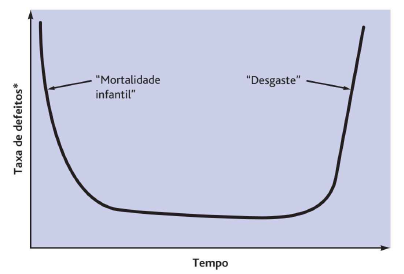 “Mortalidade
infantil”
“Desgaste”
Taxa de defeitos*
Tempo